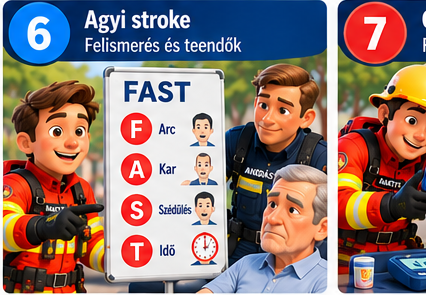 6
Agyi stroke
Felismerés és teendők
FAST
F Arc
A Kar
S Szédülés
T Idő
7